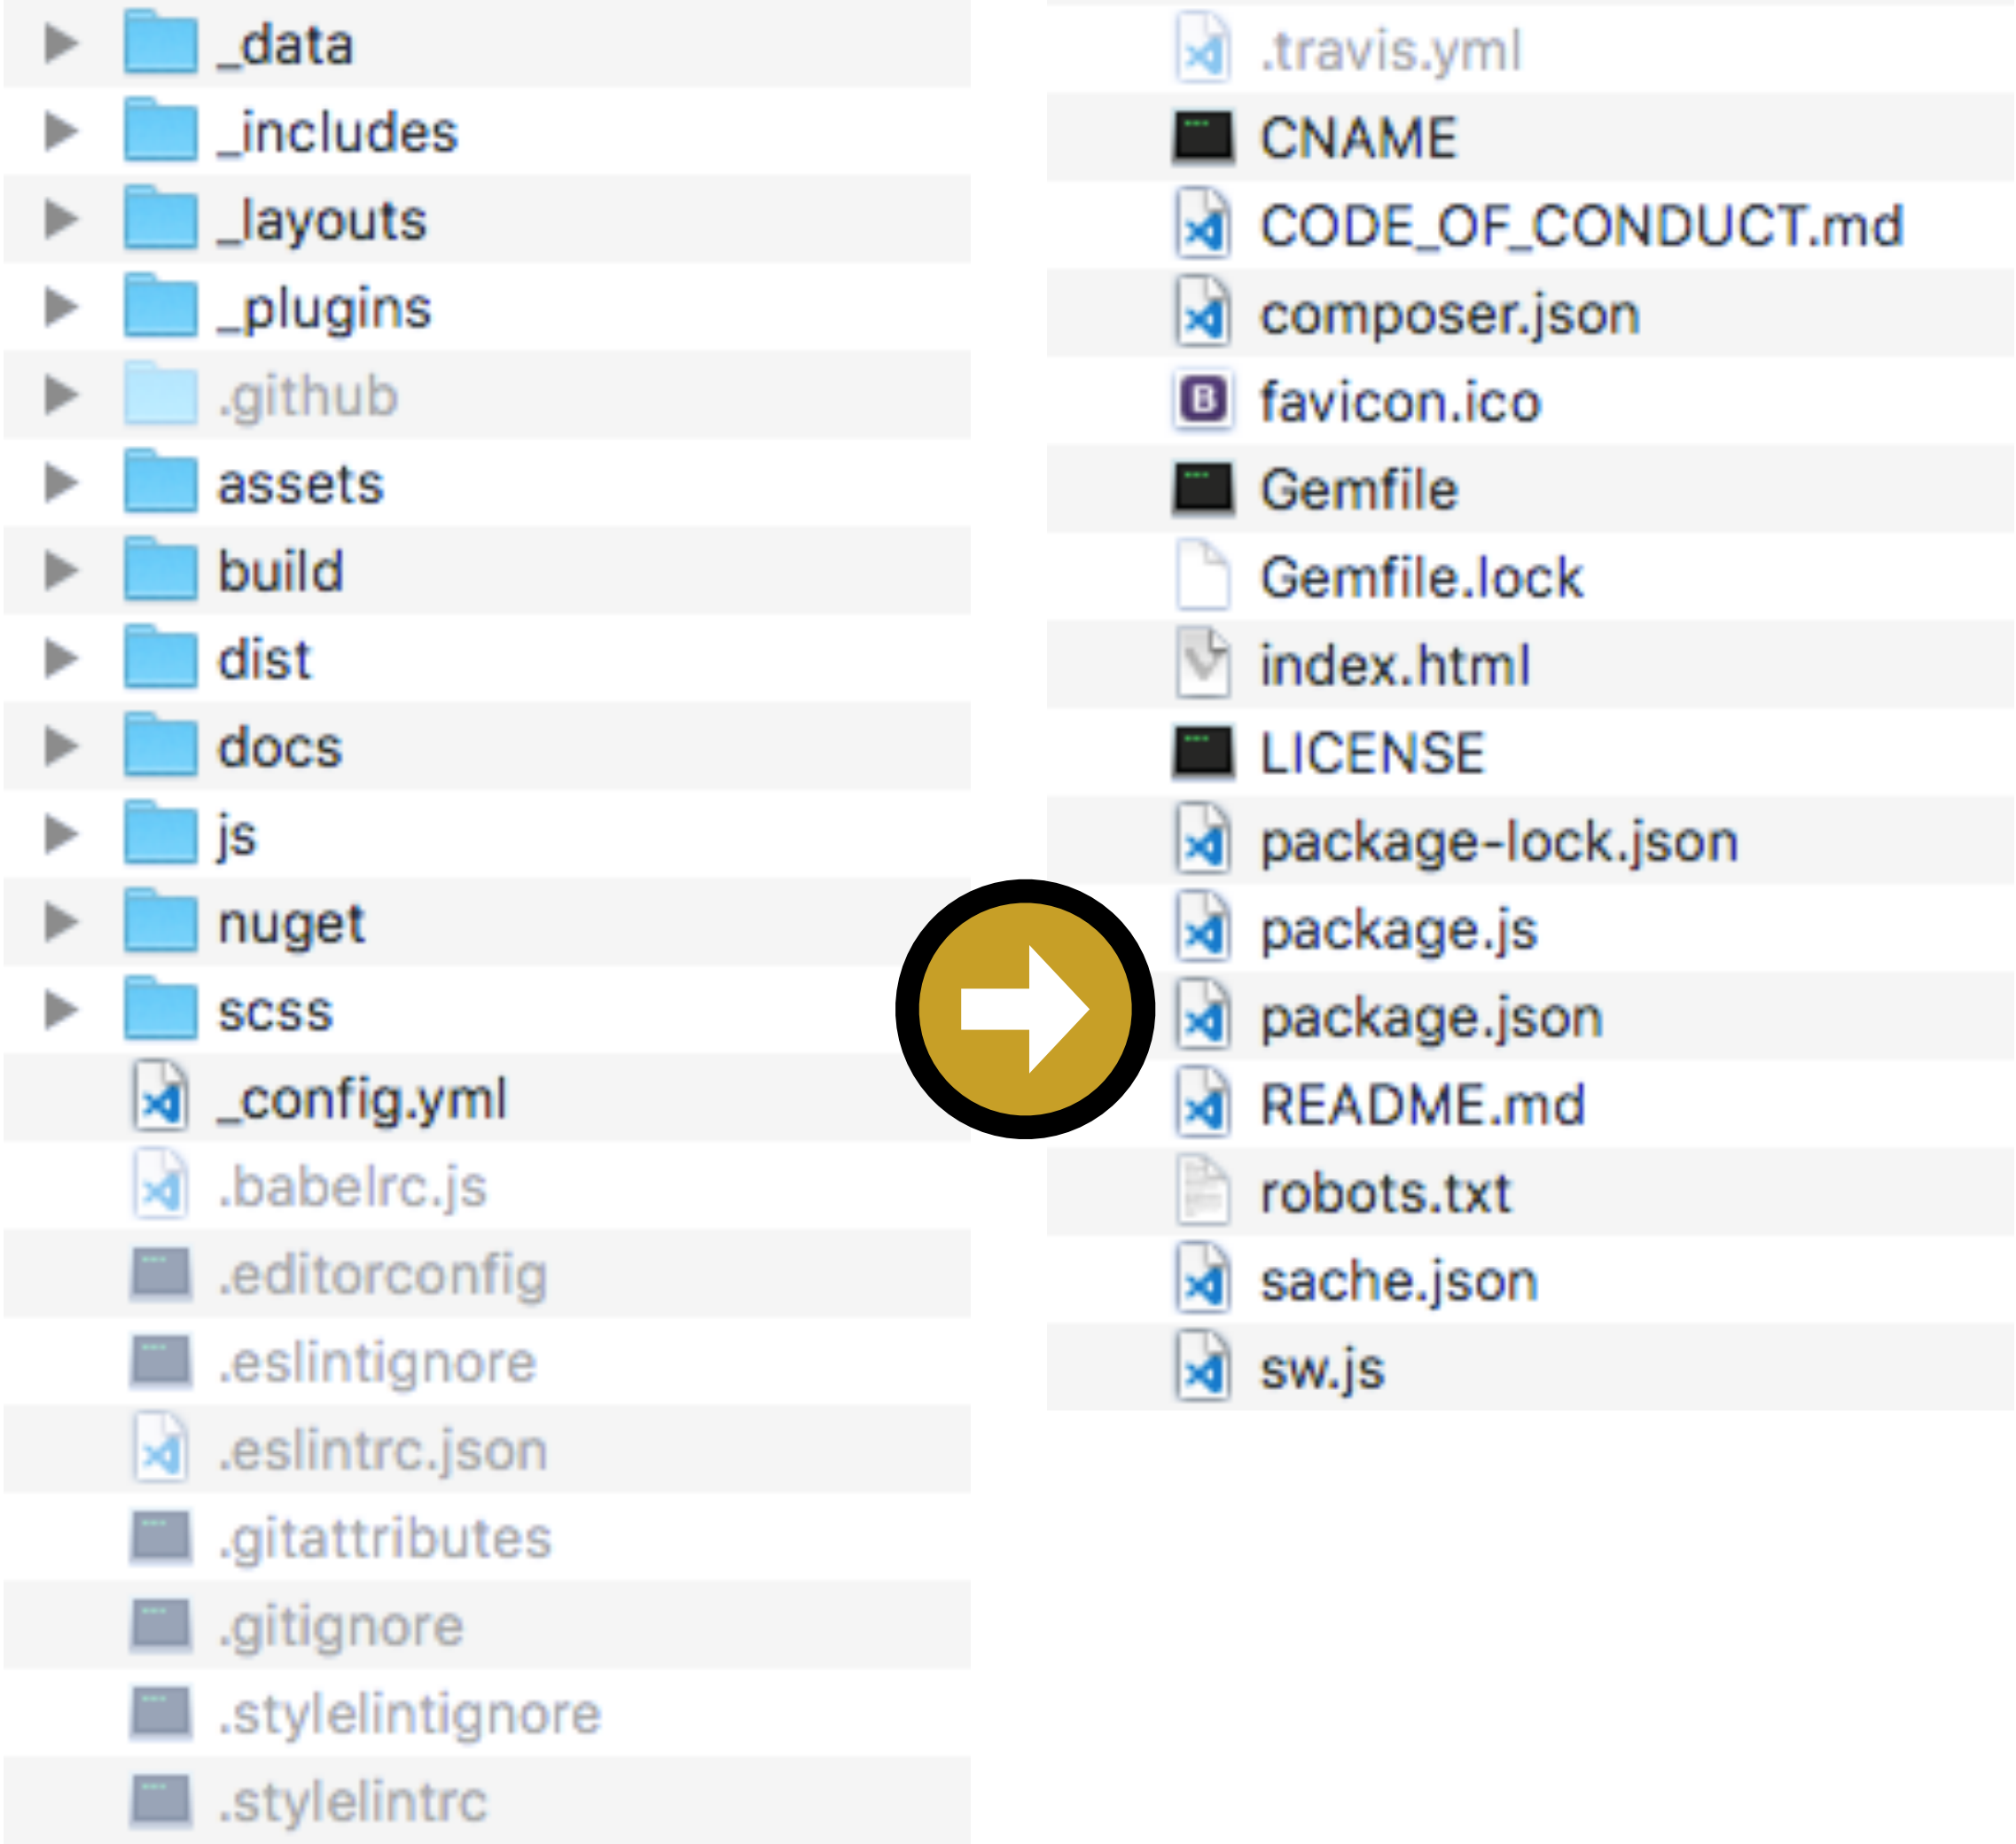 _data
_includes
_layouts
_plugins
.github
assets
build
dist
docs
js
nuget
scss
_config.yml
.babelrc.js
.editorconfig
.eslintignore
.eslintrc.json
.gitattributes
.gitignore
.stylelintignore
.stylelintrc
.travis.yml
CNAME
CODE_OF_CONDUCT.md
composer.json
B favicon.ico
Gemfile
Gemfile.lock
index.html
LICENSE
package-lock.json
package.js
package.json
README.md
robots.txt
sache.json
sw.js